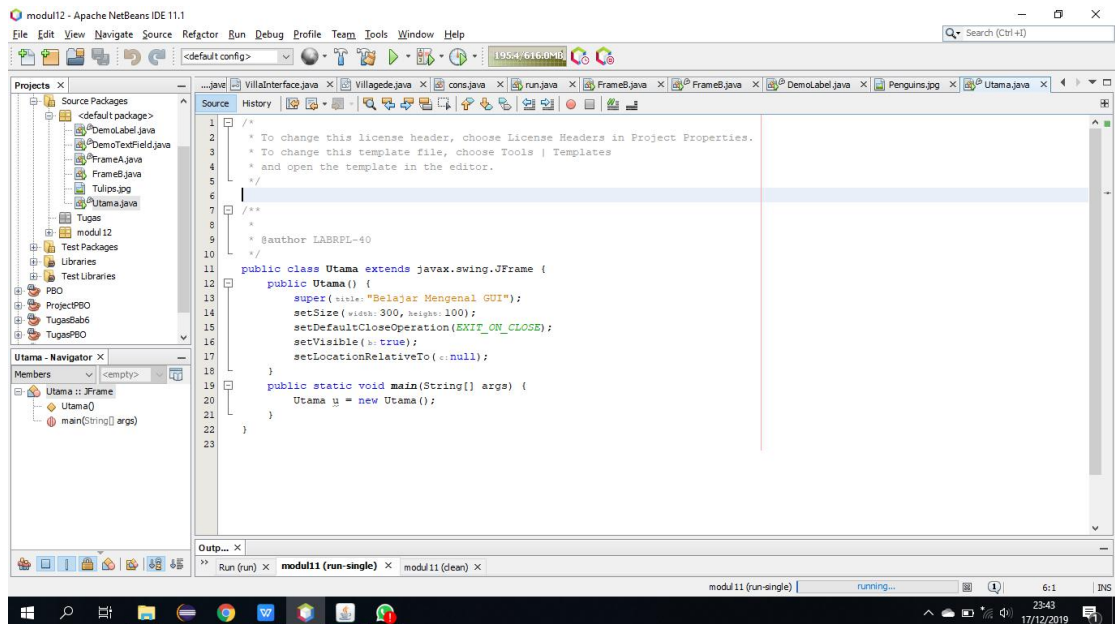 modul12 - Apache NetBeans IDE 11.1
File Edit View Navigate Source Refactor Run Debug Profile Team Tools Window Help
Search (Ctrl+I)
<default config>
195.4/616.0MB
Projects
...java VillaInterface.java Villagede.java cons.java run.java FrameB.java FrameB.java DemoLabel.java Penguins.jpg Utama.java
Source History
Source Packages
<default package>
DemoLabel.java
DemoTextField.java
FrameA.java
FrameB.java
Tulips.jpg
Utama.java
Tugas
modul12
Test Packages
Libraries
Test Libraries
PBO
ProjectPBO
TugasBab6
TugasPBO
Utama - Navigator
Members <empty>
Utama :: JFrame
Utama()
main(String[] args)
1 /*
2 * To change this license header, choose License Headers in Project Properties.
3 * To change this template file, choose Tools | Templates
4 * and open the template in the editor.
5 */
6
7 /**
8 *
9 * @author LABRPL-40
10 */
11 public class Utama extends javax.swing.JFrame {
12 public Utama() {
13 super(title:"Belajar Mengenal GUI");
14 setSize(width:300, height:100);
15 setDefaultCloseOperation(EXIT_ON_CLOSE);
16 setVisible(b:true);
17 setLocationRelativeTo(c:null);
18 }
19 public static void main(String[] args) {
20 Utama u = new Utama();
21 }
22 }
23
Outp...
Run (run) modul11 (run-single) modul11 (clean)
modul11 (run-single) running... 1 6:1 INS
23:43
17/12/2019